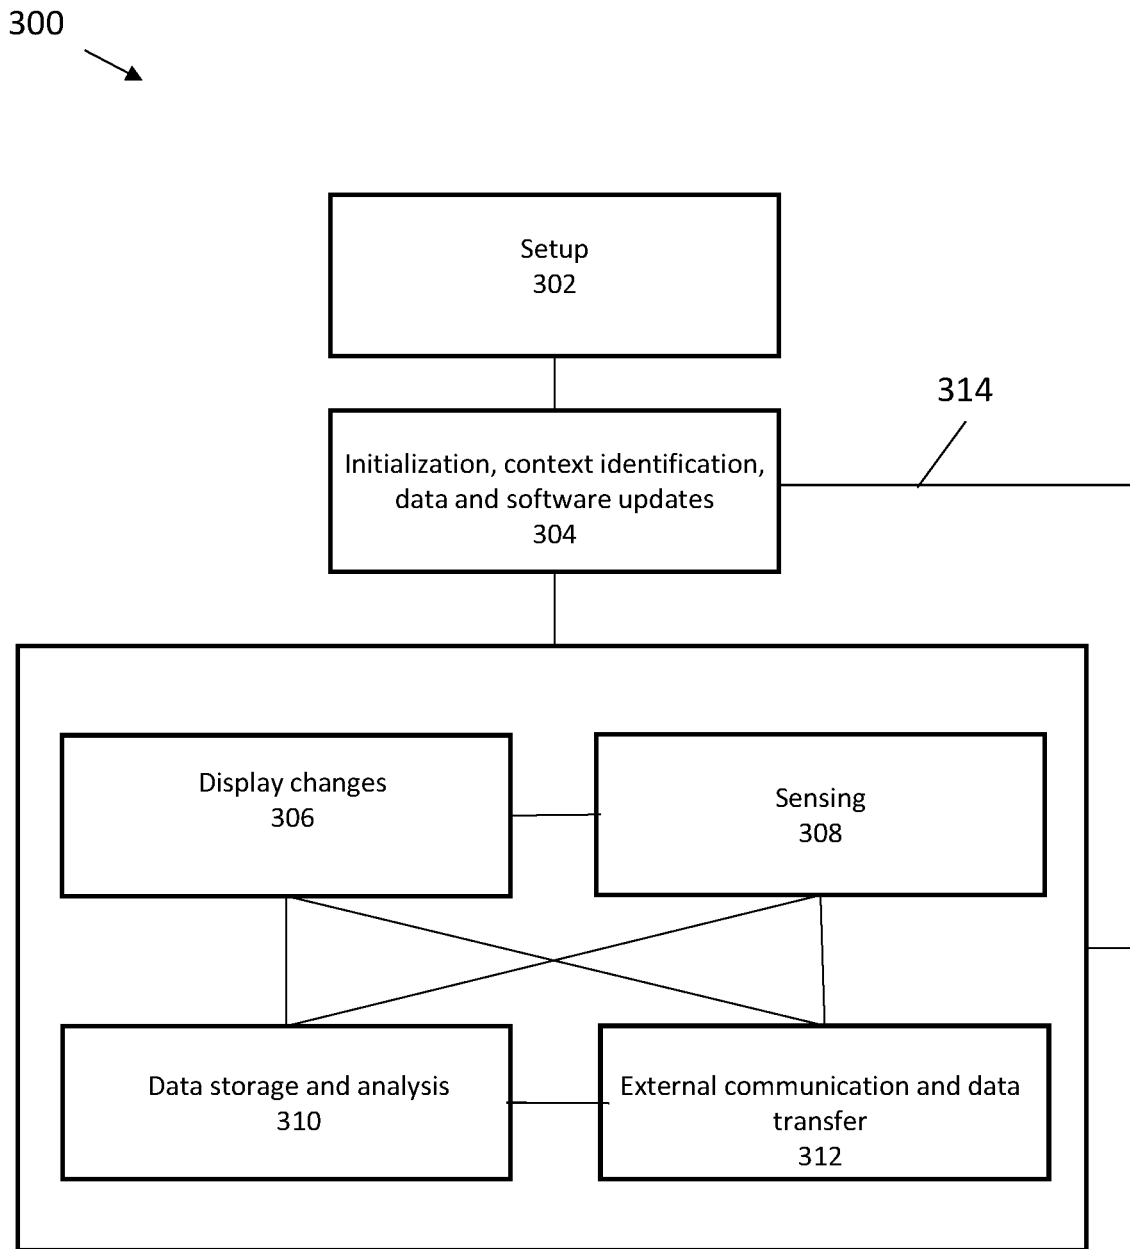 300
Setup
302
314
Initialization, context identification,
data and software updates
304
Display changes
306
Sensing
308
Data storage and analysis
310
External communication and data
transfer
312